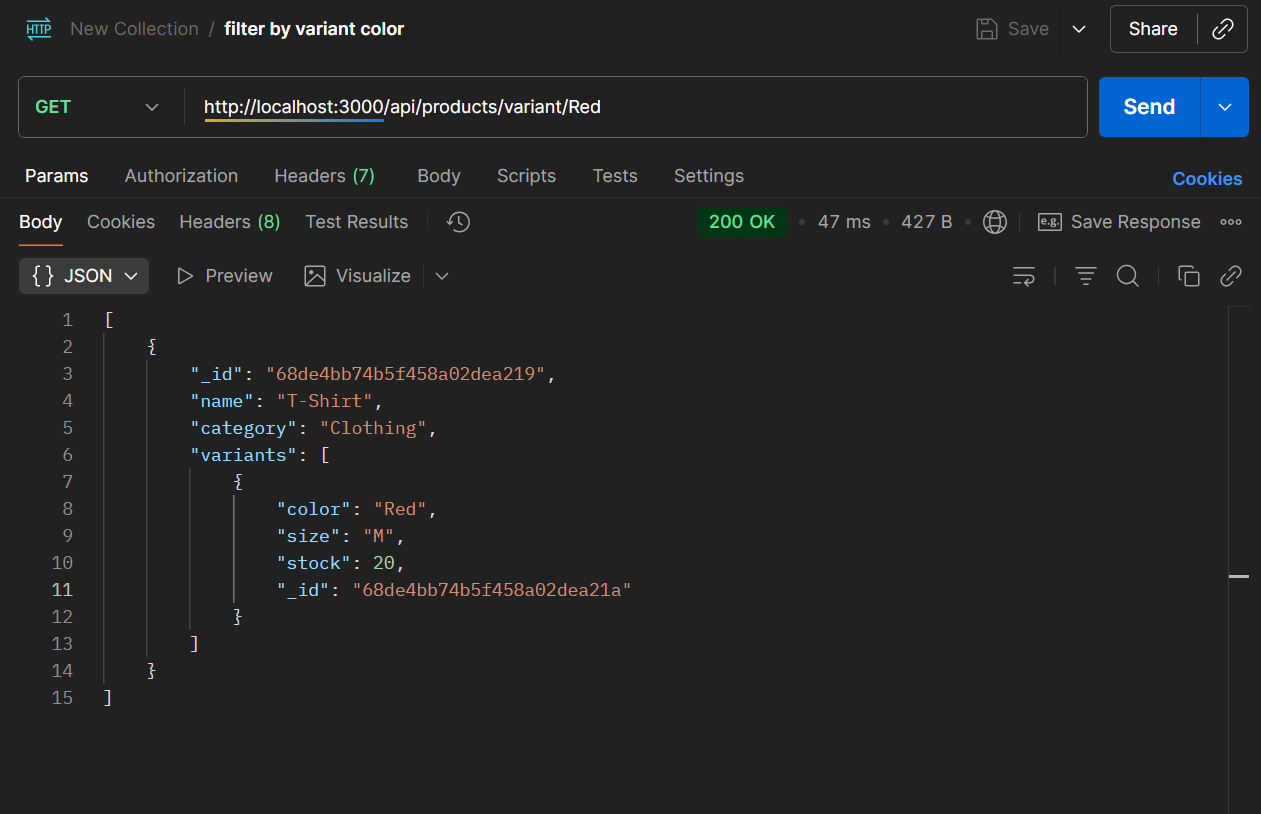 HTTP New Collection / filter by variant color Save Share
GET http://localhost:3000/api/products/variant/Red Send
Params Authorization Headers (7) Body Scripts Tests Settings Cookies
Body Cookies Headers (8) Test Results 200 OK • 47 ms • 427 B • e.g. Save Response
{} JSON Preview Visualize
1 [
2 {
3 "_id": "68de4bb74b5f458a02dea219",
4 "name": "T-Shirt",
5 "category": "Clothing",
6 "variants": [
7 {
8 "color": "Red",
9 "size": "M",
10 "stock": 20,
11 "_id": "68de4bb74b5f458a02dea21a"
12 }
13 ]
14 }
15 ]